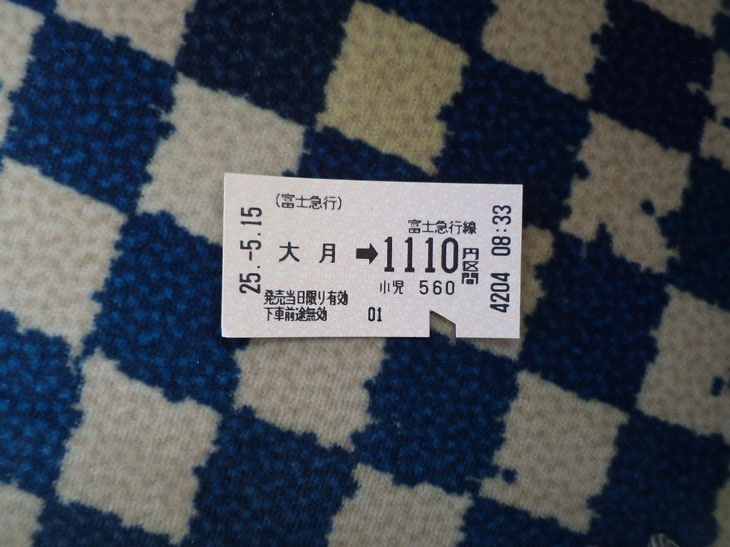 25.-5.15
(富士急行)
富士急行線
大月➡1110円区間
小児 560
発売当日限り有効
下車前途無効 01
4204 08:33